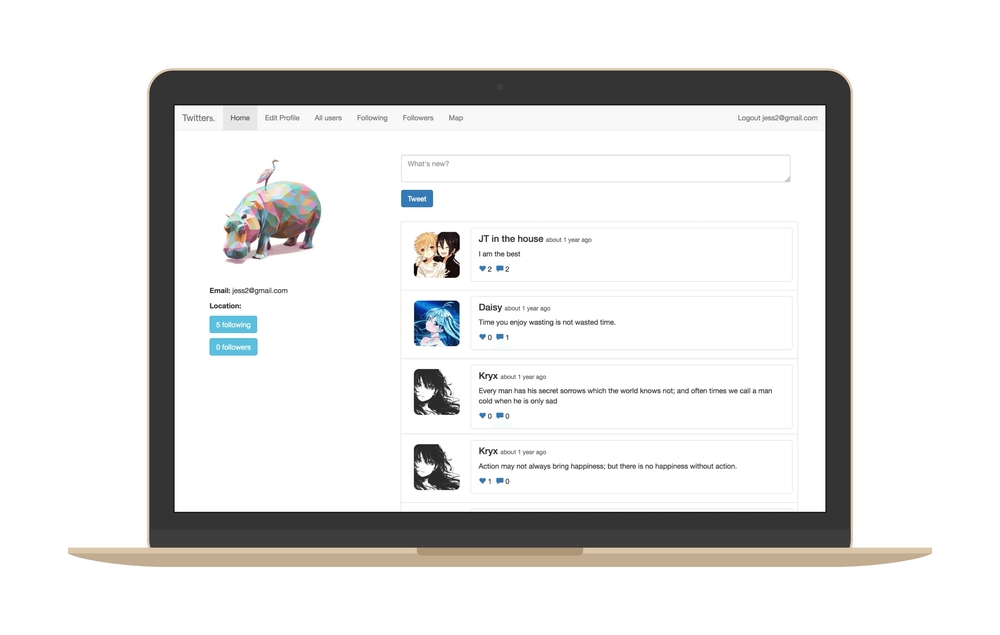 Twitters. Home Edit Profile All users Following Followers Map Logout jess2@gmail.com
Email: jess2@gmail.com
Location:
5 following
0 followers
What's new?
Tweet
JT in the house about 1 year ago
I am the best
2 2
Daisy about 1 year ago
Time you enjoy wasting is not wasted time.
0 1
Kryx about 1 year ago
Every man has his secret sorrows which the world knows not; and often times we call a man
cold when he is only sad
0 0
Kryx about 1 year ago
Action may not always bring happiness; but there is no happiness without action.
1 0